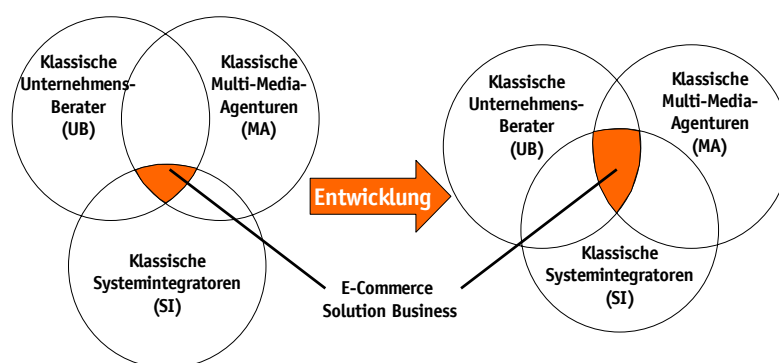 Klassische
Unternehmens-
Berater
(UB)
Klassische
Multi-Media-
Agenturen
(MA)
Klassische
Systemintegratoren
(SI)
Entwicklung
E-Commerce
Solution Business
Klassische
Unternehmens-
Berater
(UB)
Klassische
Multi-Media-
Agenturen
(MA)
Klassische
Systemintegratoren
(SI)